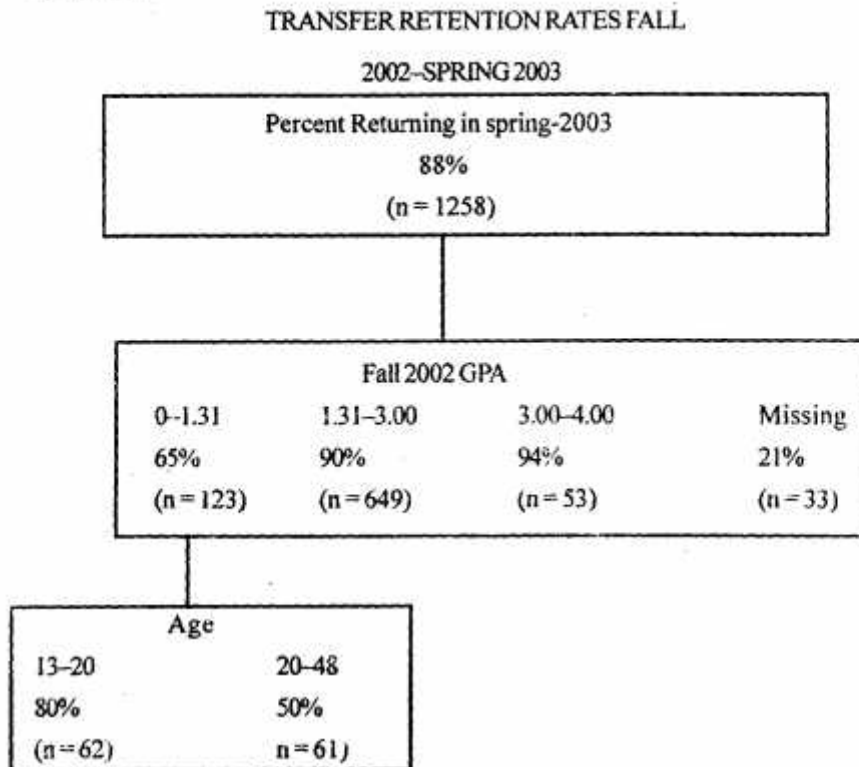 TRANSFER RETENTION RATES FALL
2002–SPRING 2003
Percent Returning in spring-2003
88%
(n = 1258)
Fall 2002 GPA
0–1.31 1.31–3.00 3.00–4.00 Missing
65% 90% 94% 21%
(n = 123) (n = 649) (n = 53) (n = 33)
Age
13–20 20–48
80% 50%
(n = 62) n = 61)